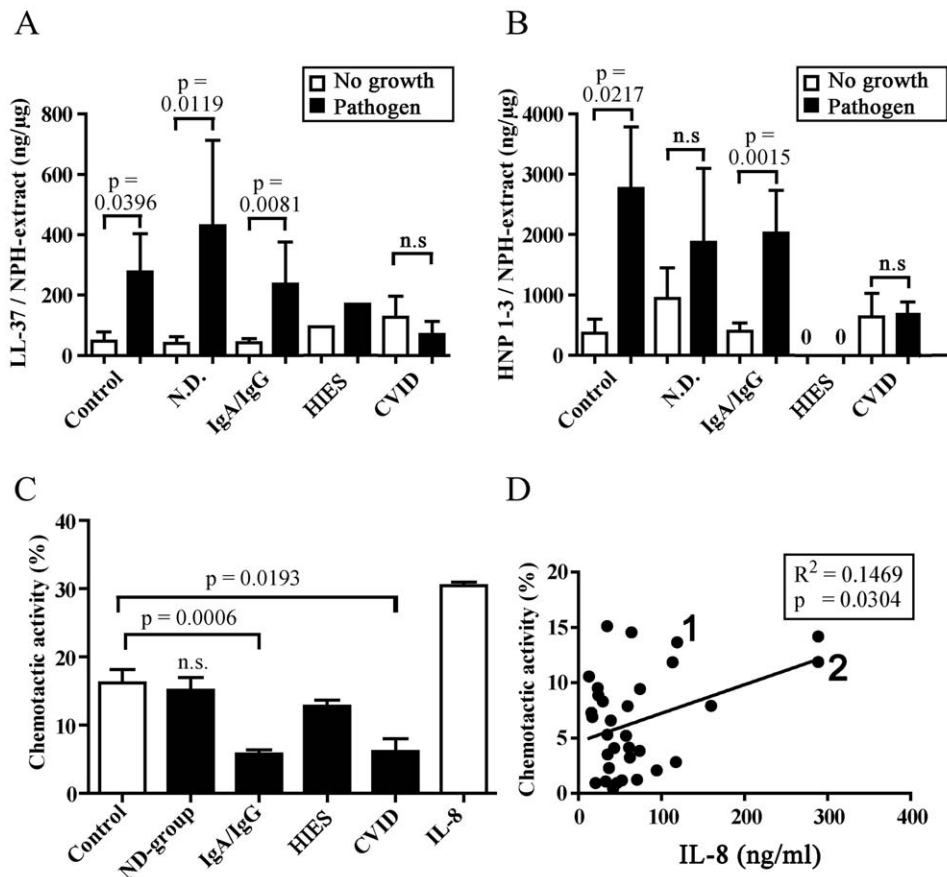 A
LL-37 / NPH-extract (ng/µg)
800
600
400
200
0
No growth
Pathogen
p =
0.0396
p =
0.0119
p =
0.0081
n.s
Control
N.D.
IgA/IgG
HIES
CVID
B
HNP 1-3 / NPH-extract (ng/µg)
4000
3000
2000
1000
0
No growth
Pathogen
p =
0.0217
n.s
p =
0.0015
0 0
n.s
Control
N.D.
IgA/IgG
HIES
CVID
C
Chemotactic activity (%)
40
30
20
10
0
p = 0.0193
p = 0.0006
n.s.
Control
ND-group
IgA/IgG
HIES
CVID
IL-8
D
Chemotactic activity (%)
20
15
10
5
0
R² = 0.1469
p = 0.0304
1
2
0 100 200 300 400
IL-8 (ng/ml)